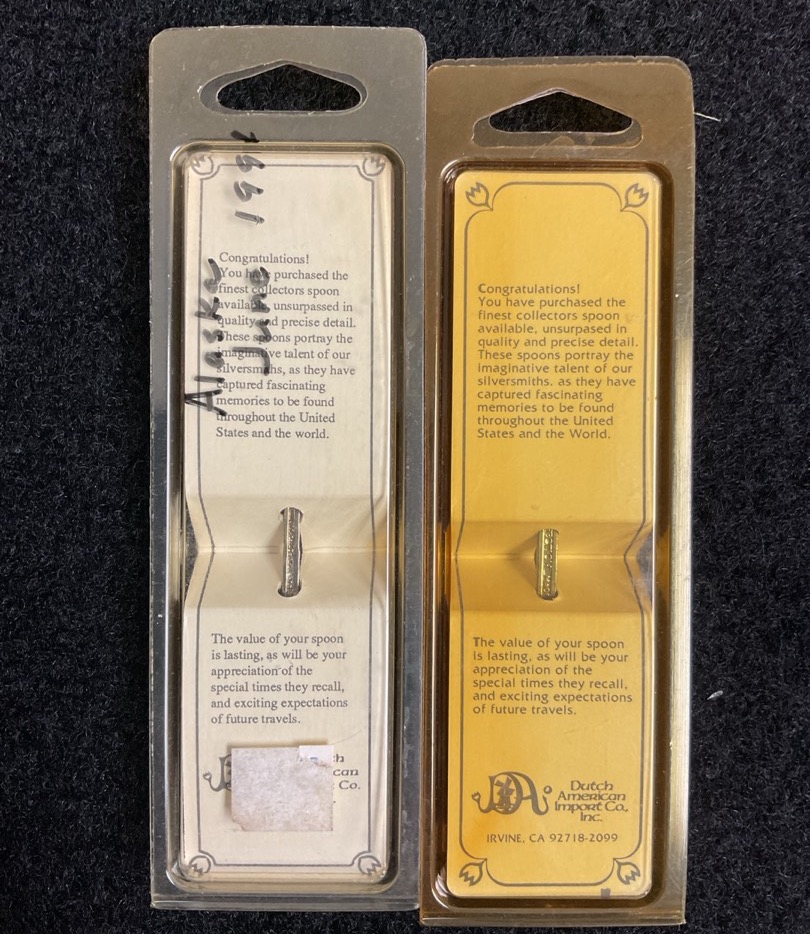 Alaska
June
Congratulations!
You have purchased the
finest collectors spoon
available, unsurpassed in
quality and precise detail.
These spoons portray the
imaginative talent of our
silversmiths, as they have
captured fascinating
memories to be found
throughout the United
States and the world.
The value of your spoon
is lasting, as will be your
appreciation of the
special times they recall,
and exciting expectations
of future travels.
Co.
Congratulations!
You have purchased the
finest collectors spoon
available, unsurpased in
quality and precise detail.
These spoons portray the
imaginative talent of our
silversmiths. as they have
captured fascinating
memories to be found
throughout the United
States and the World.
The value of your spoon
is lasting, as will be your
appreciation of the
special times they recall,
and exciting expectations
of future travels.
DAi
Dutch
American
Import Co.,
Inc.
IRVINE, CA 92718-2099